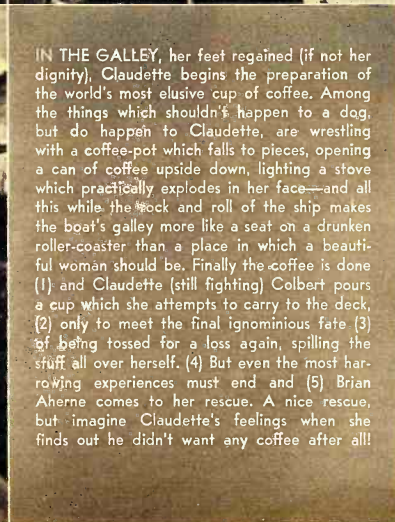 IN THE GALLEY, her feet regained (if not her
dignity), Claudette begins the preparation of
the world's most elusive cup of coffee. Among
the things which shouldn't happen to a dog,
but do happen to Claudette, are wrestling
with a coffee-pot which falls to pieces, opening
a can of coffee upside down, lighting a stove
which practically explodes in her face—and all
this while the rock and roll of the ship makes
the boat's galley more like a seat on a drunken
roller-coaster than a place in which a beauti-
ful woman should be. Finally the coffee is done
(1) and Claudette (still fighting) Colbert pours
a cup which she attempts to carry to the deck,
(2) only to meet the final ignominious fate (3)
of being tossed for a loss again, spilling the
stuff all over herself. (4) But even the most har-
rowing experiences must end and (5) Brian
Aherne comes to her rescue. A nice rescue,
but imagine Claudette's feelings when she
finds out he didn't want any coffee after all!